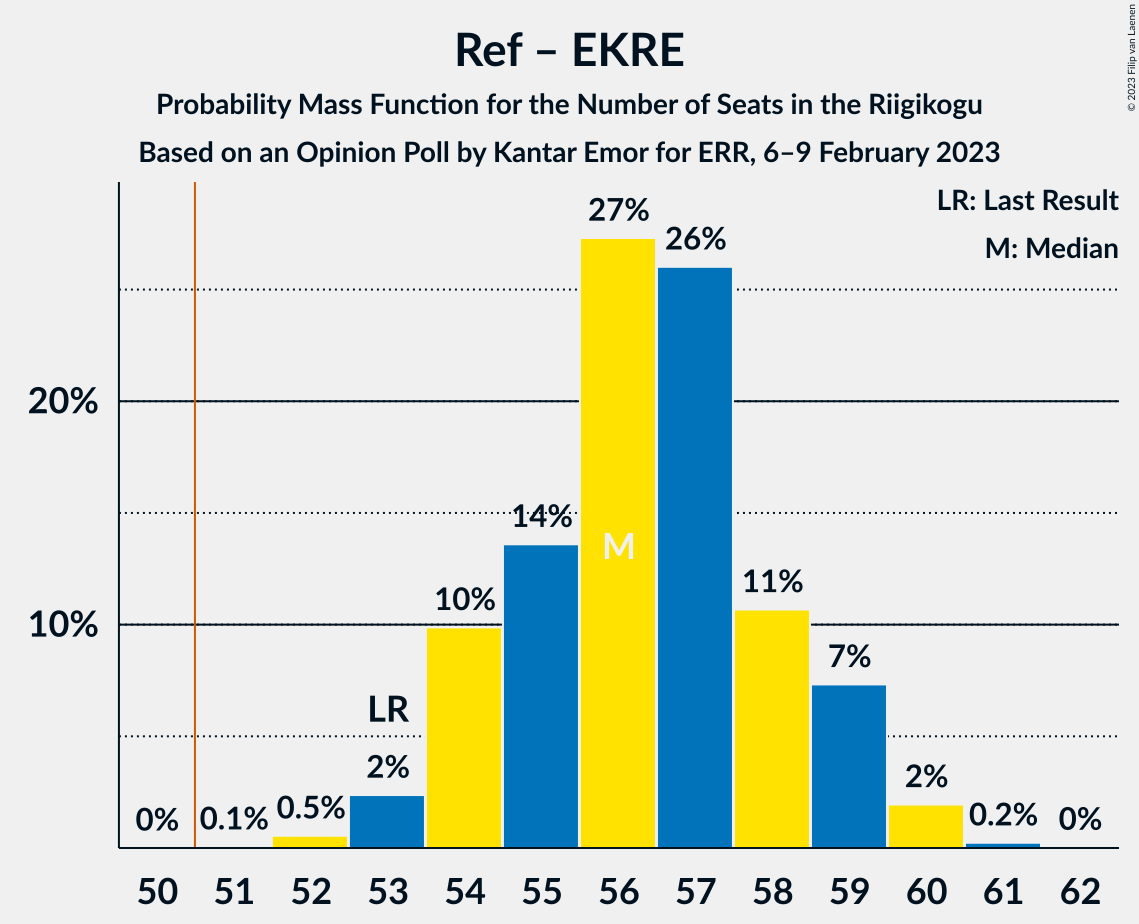 Ref – EKRE
Probability Mass Function for the Number of Seats in the Riigikogu
Based on an Opinion Poll by Kantar Emor for ERR, 6–9 February 2023
© 2023 Filip van Laenen
LR: Last Result
M: Median
20%
10%
0%
0.1%
0.5%
2%
LR
10%
14%
27%
M
26%
11%
7%
2%
0.2%
0%
50 51 52 53 54 55 56 57 58 59 60 61 62